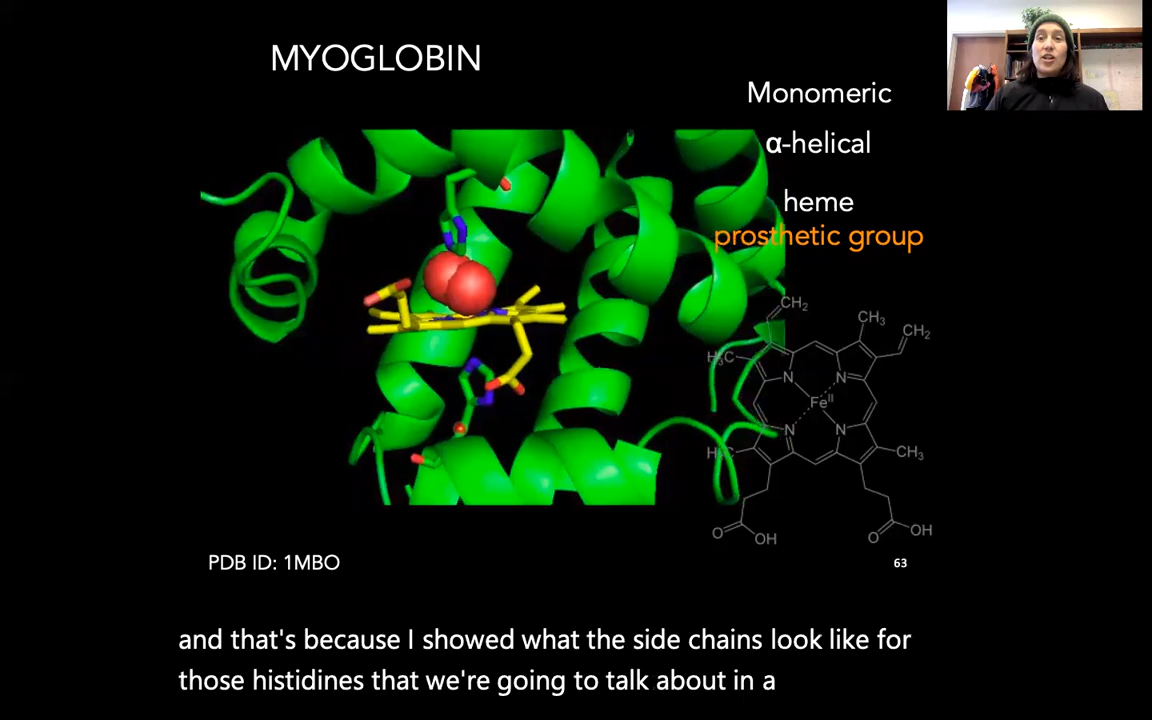 MYOGLOBIN
Monomeric
α-helical
heme
prosthetic group
CH₂
CH₃
CH₂
H₃C
N
N
Feᴵᴵ
N
N
H₃C
CH₃
O
OH
O
OH
PDB ID: 1MBO
63
and that's because I showed what the side chains look like for
those histidines that we're going to talk about in a